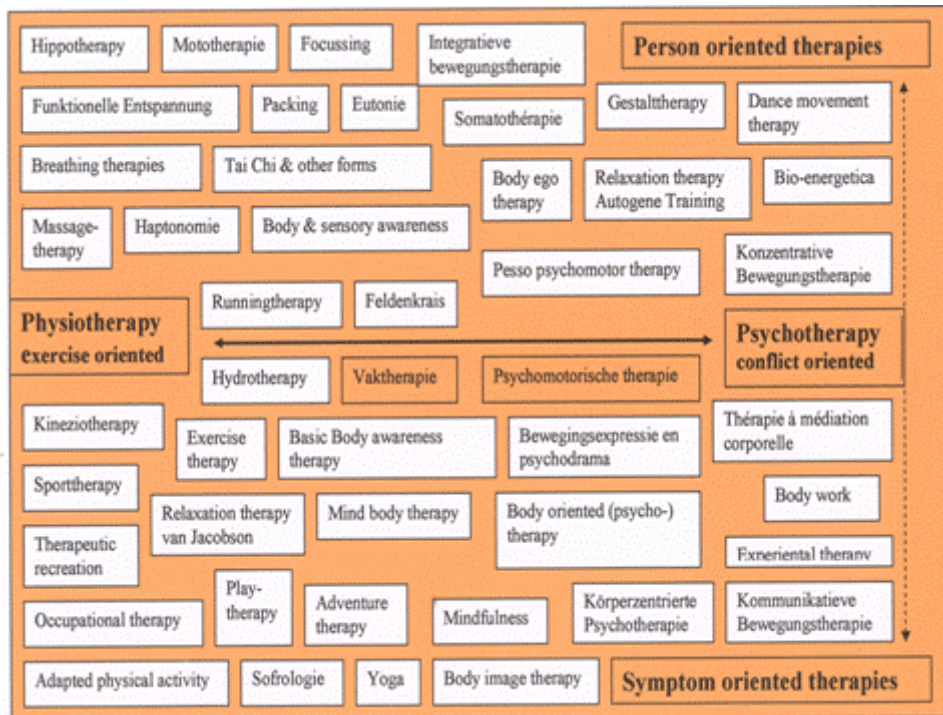 Hippotherapy
Mototherapie
Focussing
Integratieve
bewegungstherapie
Person oriented therapies
Funktionelle Entspannung
Packing
Eutonie
Somatothérapie
Gestalttherapy
Dance movement
therapy
Breathing therapies
Tai Chi & other forms
Body ego
therapy
Relaxation therapy
Autogene Training
Bio-energetica
Massage-
therapy
Haptonomie
Body & sensory awareness
Pesso psychomotor therapy
Konzentrative
Bewegungstherapie
Runningtherapy
Feldenkrais
Physiotherapy
exercise oriented
Psychotherapy
conflict oriented
Hydrotherapy
Vaktherapie
Psychomotorische therapie
Kineziotherapy
Exercise
therapy
Basic Body awareness
therapy
Bewegingsexpressie en
psychodrama
Thérapie à médiation
corporelle
Sporttherapy
Relaxation therapy
van Jacobson
Mind body therapy
Body oriented (psycho-)
therapy
Body work
Therapeutic
recreation
Experiental therapy
Occupational therapy
Play-
therapy
Adventure
therapy
Mindfulness
Körperzentrierte
Psychotherapie
Kommunikatieve
Bewegungstherapie
Adapted physical activity
Sofrologie
Yoga
Body image therapy
Symptom oriented therapies